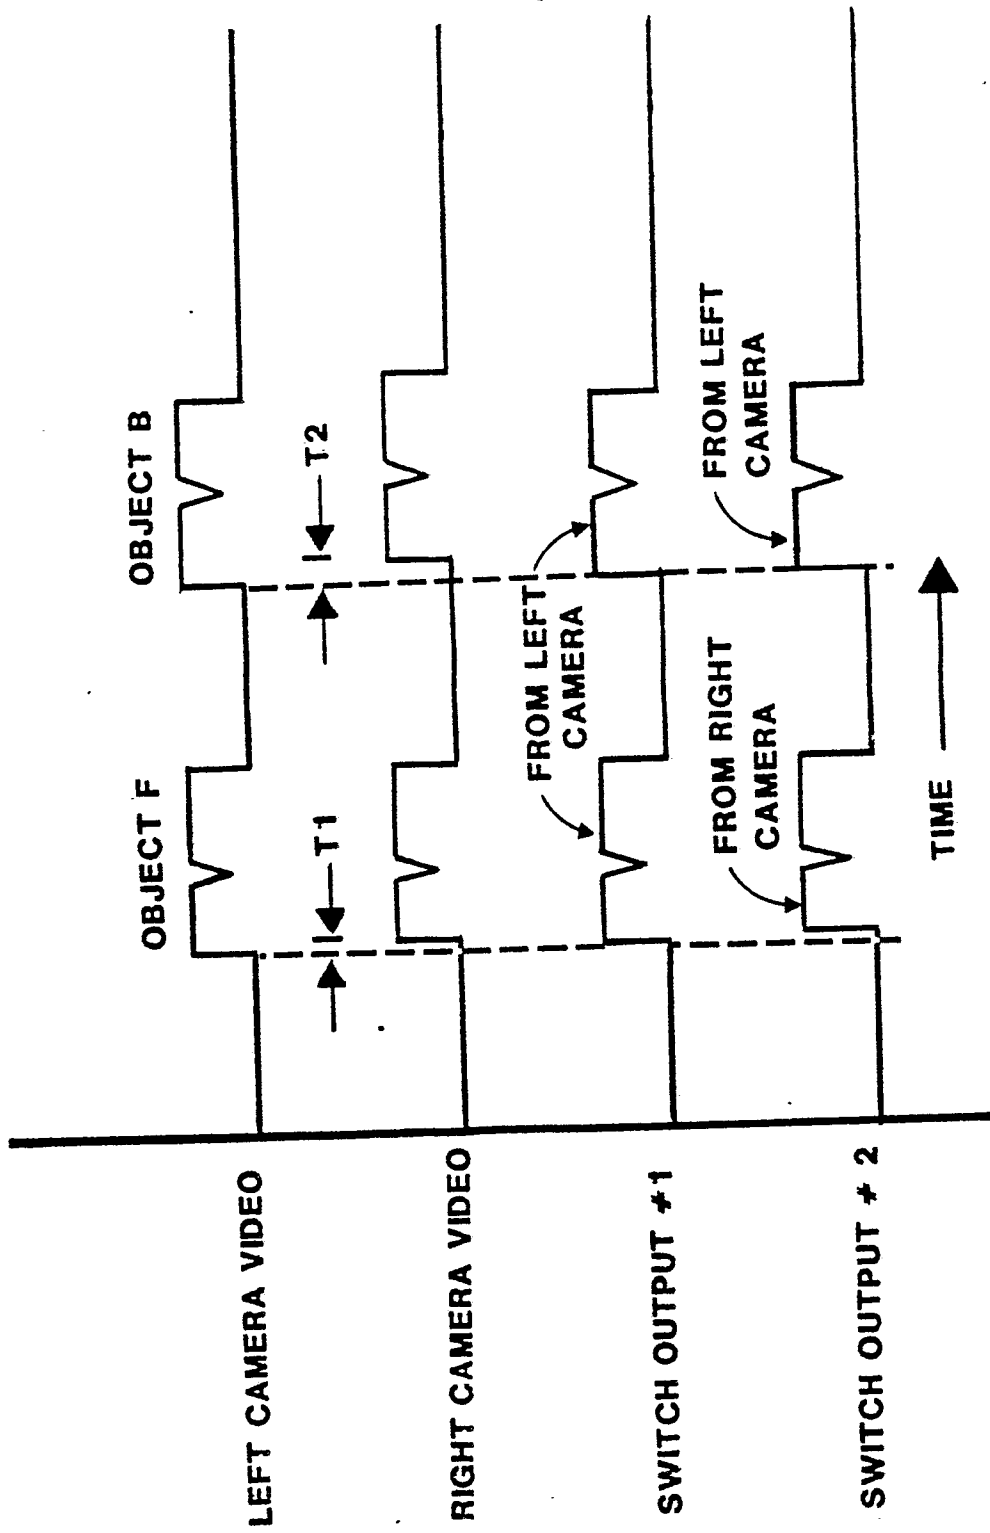 OBJECT F
OBJECT B
T1
T2
LEFT CAMERA VIDEO
RIGHT CAMERA VIDEO
FROM LEFT
CAMERA
SWITCH OUTPUT #1
FROM RIGHT
CAMERA
FROM LEFT
CAMERA
SWITCH OUTPUT # 2
TIME